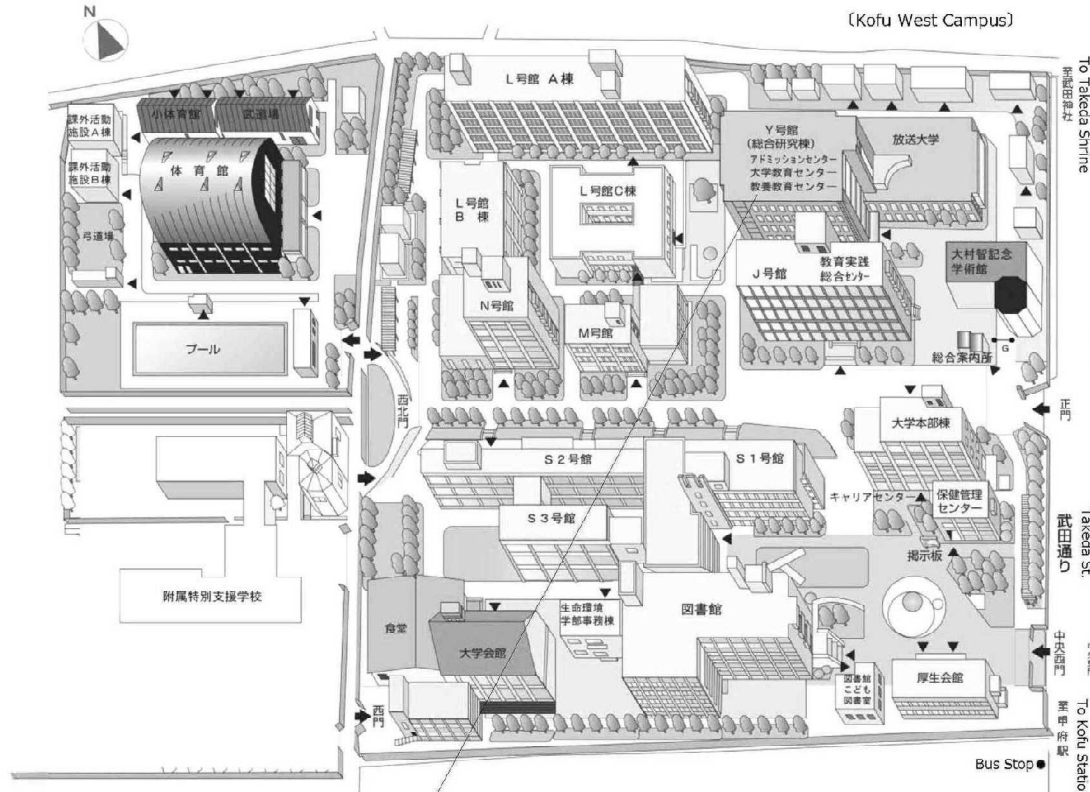 (Kofu West Campus)
N
To Takeda Shrine
至武田神社
L号館 A棟
小体育館
武道場
課外活動
施設A棟
課外活動
施設B棟
体育館
弓道場
プール
L号館
B棟
L号館C棟
Y号館
(総合研究棟)
アドミッションセンター
大学教育センター
教養教育センター
放送大学
教育実践
総合センター
J号館
大村智記念
学術館
N号館
M号館
G
総合案内所
西北門
正門
大学本部棟
S2号館
S1号館
S3号館
キャリアセンター
保健管理
センター
掲示板
Takeda St.
武田通り
附属特別支援学校
食堂
大学会館
生命環境
学部事務棟
図書館
図書館
こども
図書室
厚生会館
中央西門
西門
To Kofu Statio
至甲府駅
Bus Stop